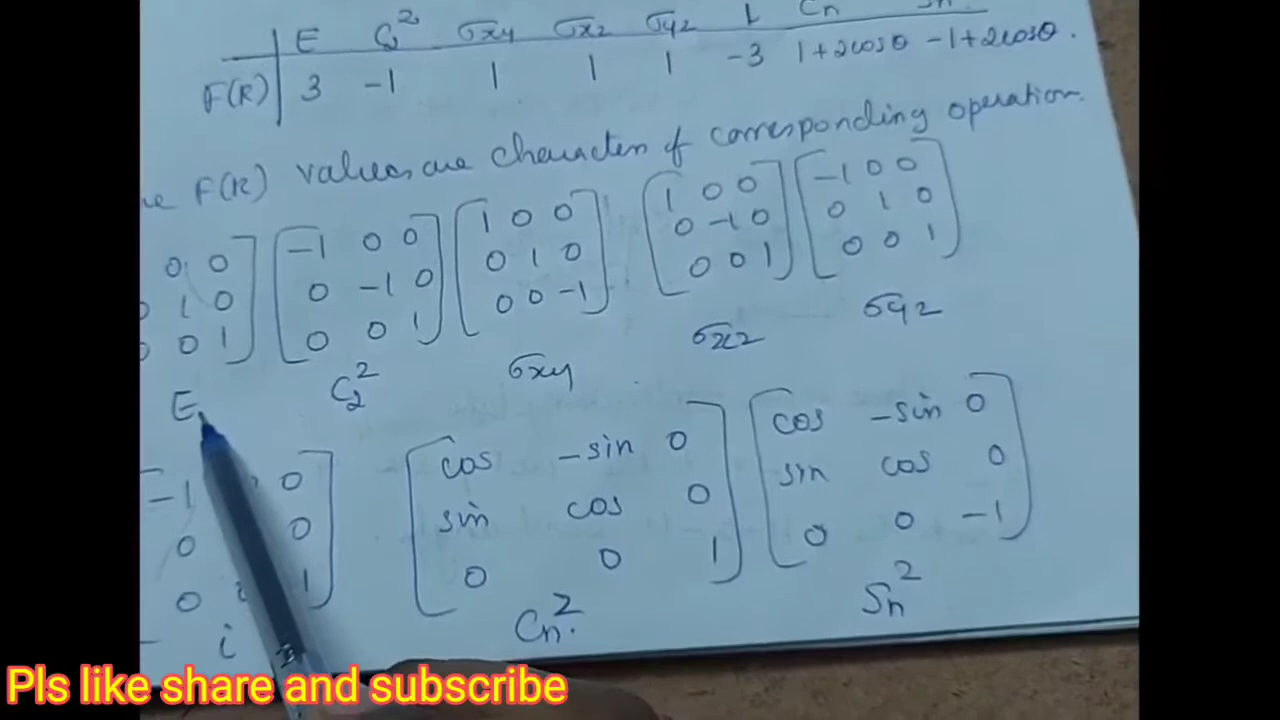 E C₂² σxy σxz σyz i Cn Sn
F(R) 3 -1 1 1 1 -3 1+2cosθ -1+2cosθ.
F(R) values are characters of corresponding operation.
0 0 -1 0 0 1 0 0 1 0 0 -1 0 0
0 1 0 0 -1 0 0 1 0 0 -1 0 0 1 0
0 0 1 0 0 1 0 0 -1 0 0 1 0 0 1
E C₂² σxy σxz σyz
-1 0 cos -sin 0 cos -sin 0
0 0 sin cos 0 sin cos 0
0 1 0 0 1 0 0 -1
i Cn². Sn²
Pls like share and subscribe